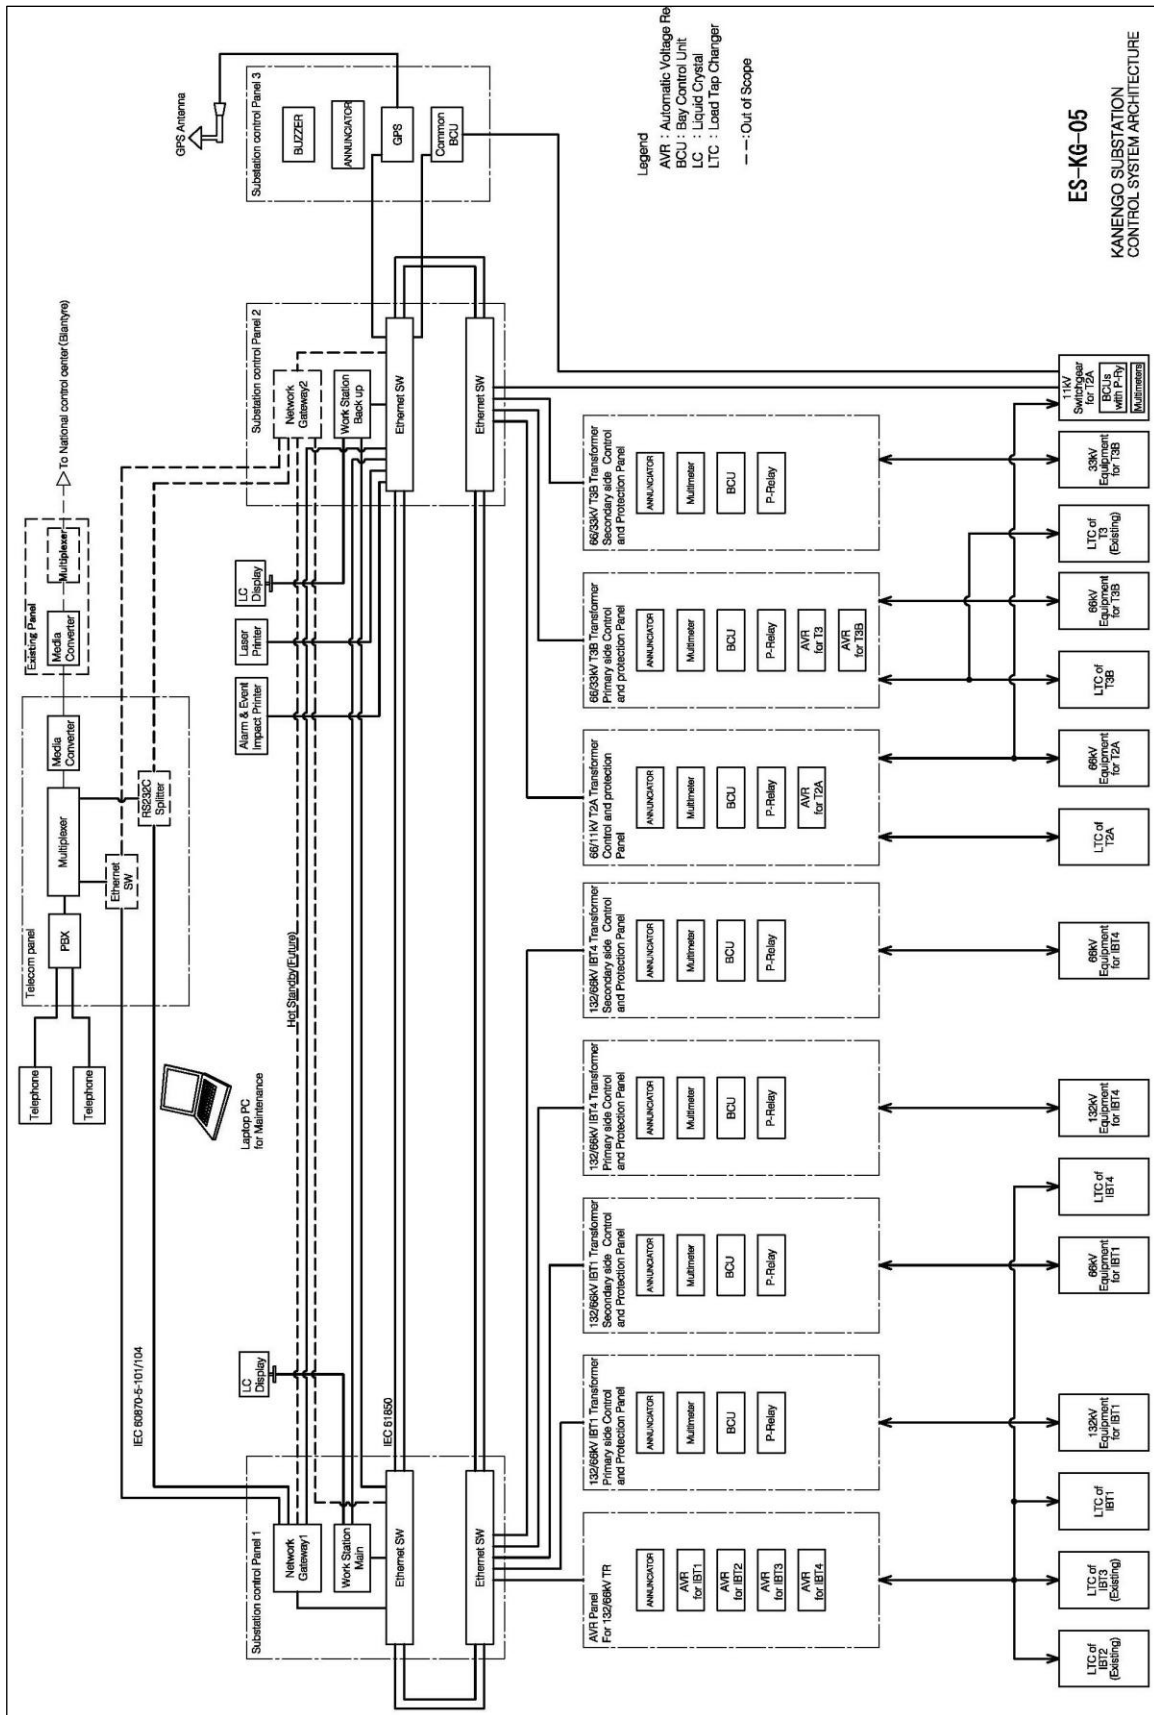 GPS Antenna
To National control center(Blantyre)
Existing Panel
Multiplexer
Media
Converter
Telecom panel
Media
Converter
Multiplexer
RS232C
Splitter
Ethernet
SW
PBX
Telephone
Telephone
Laptop PC
for Maintenance
IEC 60870-5-101/104
Substation control Panel 3
BUZZER
ANNUNCIATOR
GPS
Common
BCU
Substation control Panel 2
Network
Gateway2
Work Station
Back up
Ethernet SW
Ethernet SW
LC
Display
Laser
Printer
Alarm & Event
Impact Printer
Hot Standby(Future)
LC
Display
IEC 61850
Substation control Panel 1
Network
Gateway1
Work Station
Main
Ethernet SW
Ethernet SW
Legend
AVR : Automatic Voltage Re
BCU : Bay Control Unit
LC : Liquid Crystal
LTC : Load Tap Changer
— — :Out of Scope
AVR Panel
For 132/66kV TR
ANNUNCIATOR
AVR
for IBT1
AVR
for IBT2
AVR
for IBT3
AVR
for IBT4
132/66kV IBT1 Transformer
Primary side Control
and Protection Panel
ANNUNCIATOR
Multimeter
BCU
P-Relay
132/66kV IBT1 Transformer
Secondary side Control
and Protection Panel
ANNUNCIATOR
Multimeter
BCU
P-Relay
132/66kV IBT4 Transformer
Primary side Control
and Protection Panel
ANNUNCIATOR
Multimeter
BCU
P-Relay
132/66kV IBT4 Transformer
Secondary side Control
and Protection Panel
ANNUNCIATOR
Multimeter
BCU
P-Relay
66/11kV T2A Transformer
Control and protection
Panel
ANNUNCIATOR
Multimeter
BCU
P-Relay
AVR
for T2A
66/33kV T3B Transformer
Primary side Control
and protection Panel
ANNUNCIATOR
Multimeter
BCU
P-Relay
AVR
for T3
AVR
for T3B
66/33kV T3B Transformer
Secondary side Control
and Protection Panel
ANNUNCIATOR
Multimeter
BCU
P-Relay
LTC of
IBT2
(Existing)
LTC of
IBT3
(Existing)
LTC of
IBT1
132kV
Equipment
for IBT1
66kV
Equipment
for IBT1
LTC of
IBT4
132kV
Equipment
for IBT4
66kV
Equipment
for IBT4
LTC of
T2A
66kV
Equipment
for T2A
LTC of
T3B
66kV
Equipment
for T3B
LTC of
T3
(Existing)
33kV
Equipment
for T3B
11kV
Switchgear
for T2A
BCUs
with P-Ry
Multimeters
ES-KG-05
KANENGO SUBSTATION
CONTROL SYSTEM ARCHITECTURE